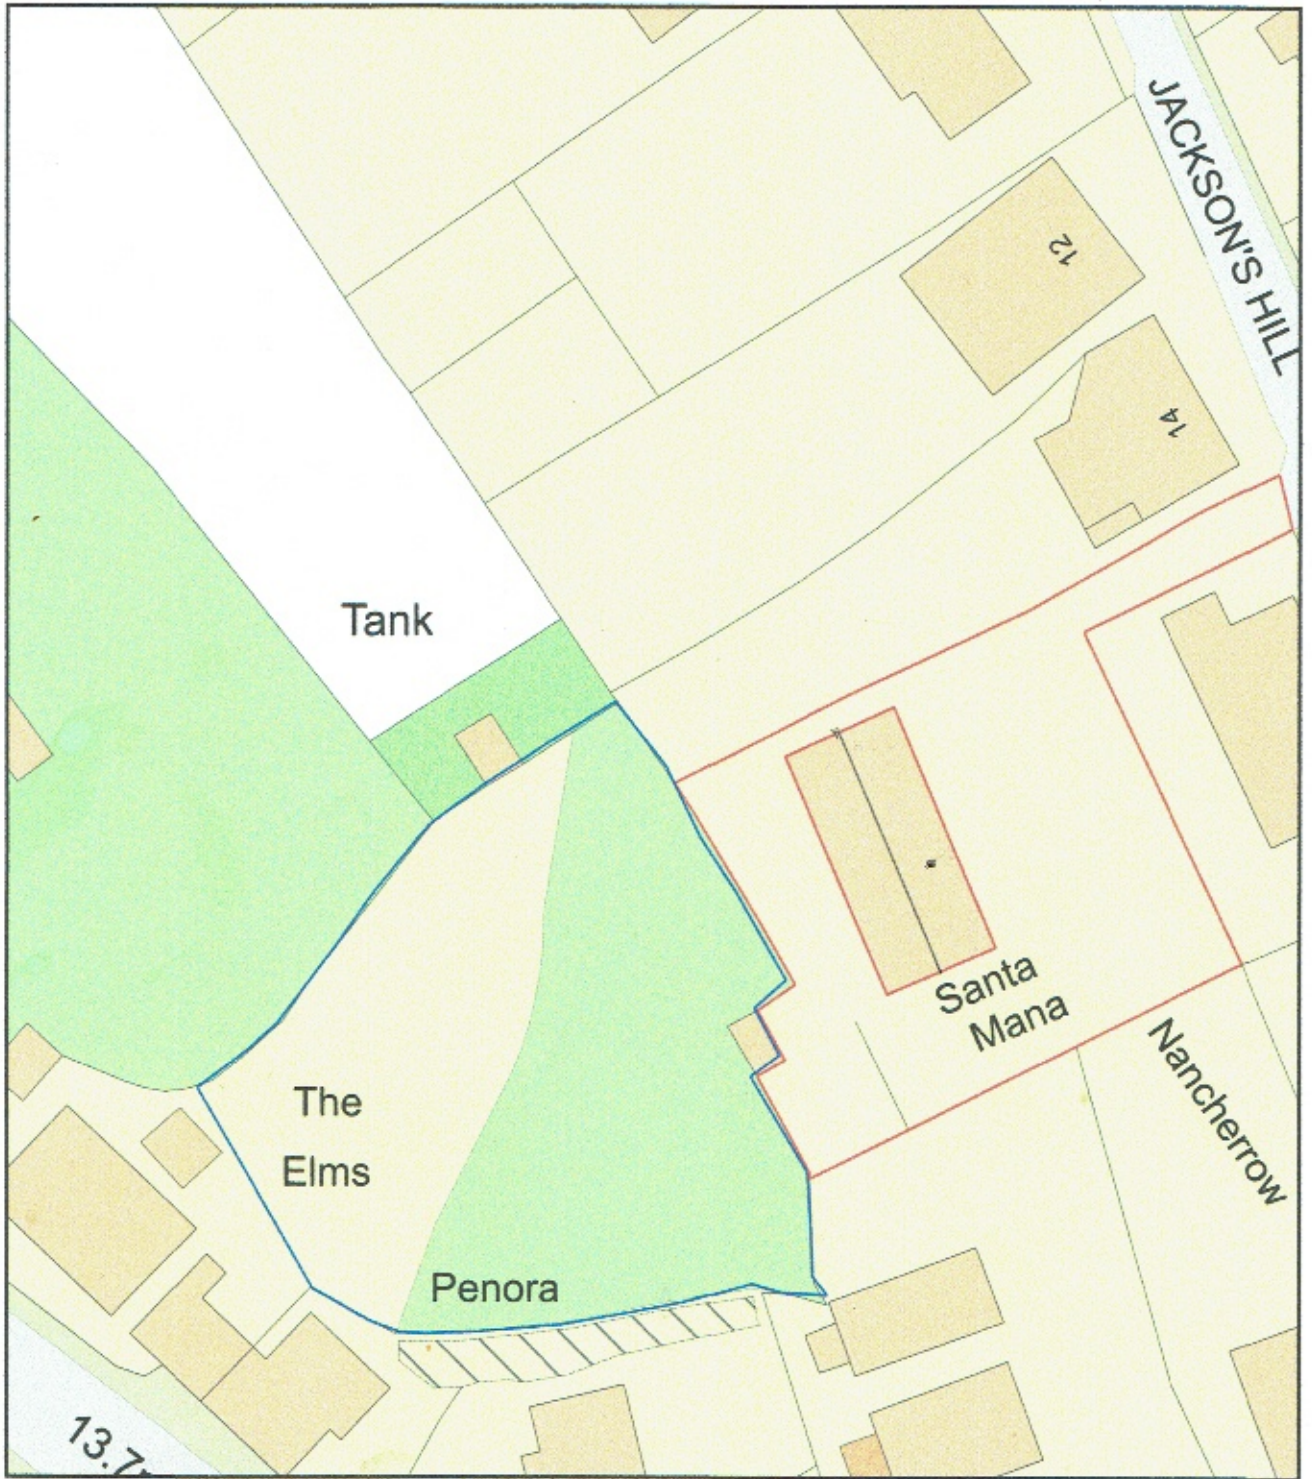 JACKSON'S HILL
12
14
Tank
Santa
Mana
Nancherrow
The
Elms
Penora